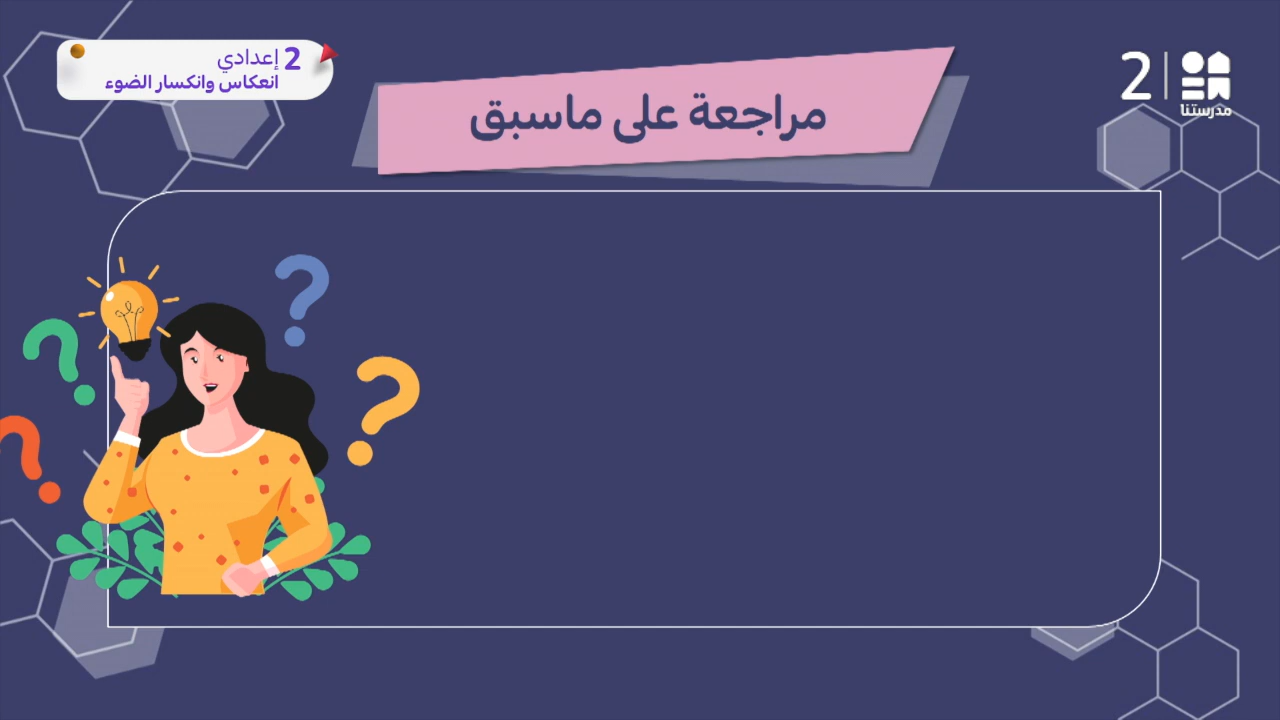 2 إعدادي
انعكاس وانكسار الضوء
مراجعة على ماسبق
2
مدرستنا